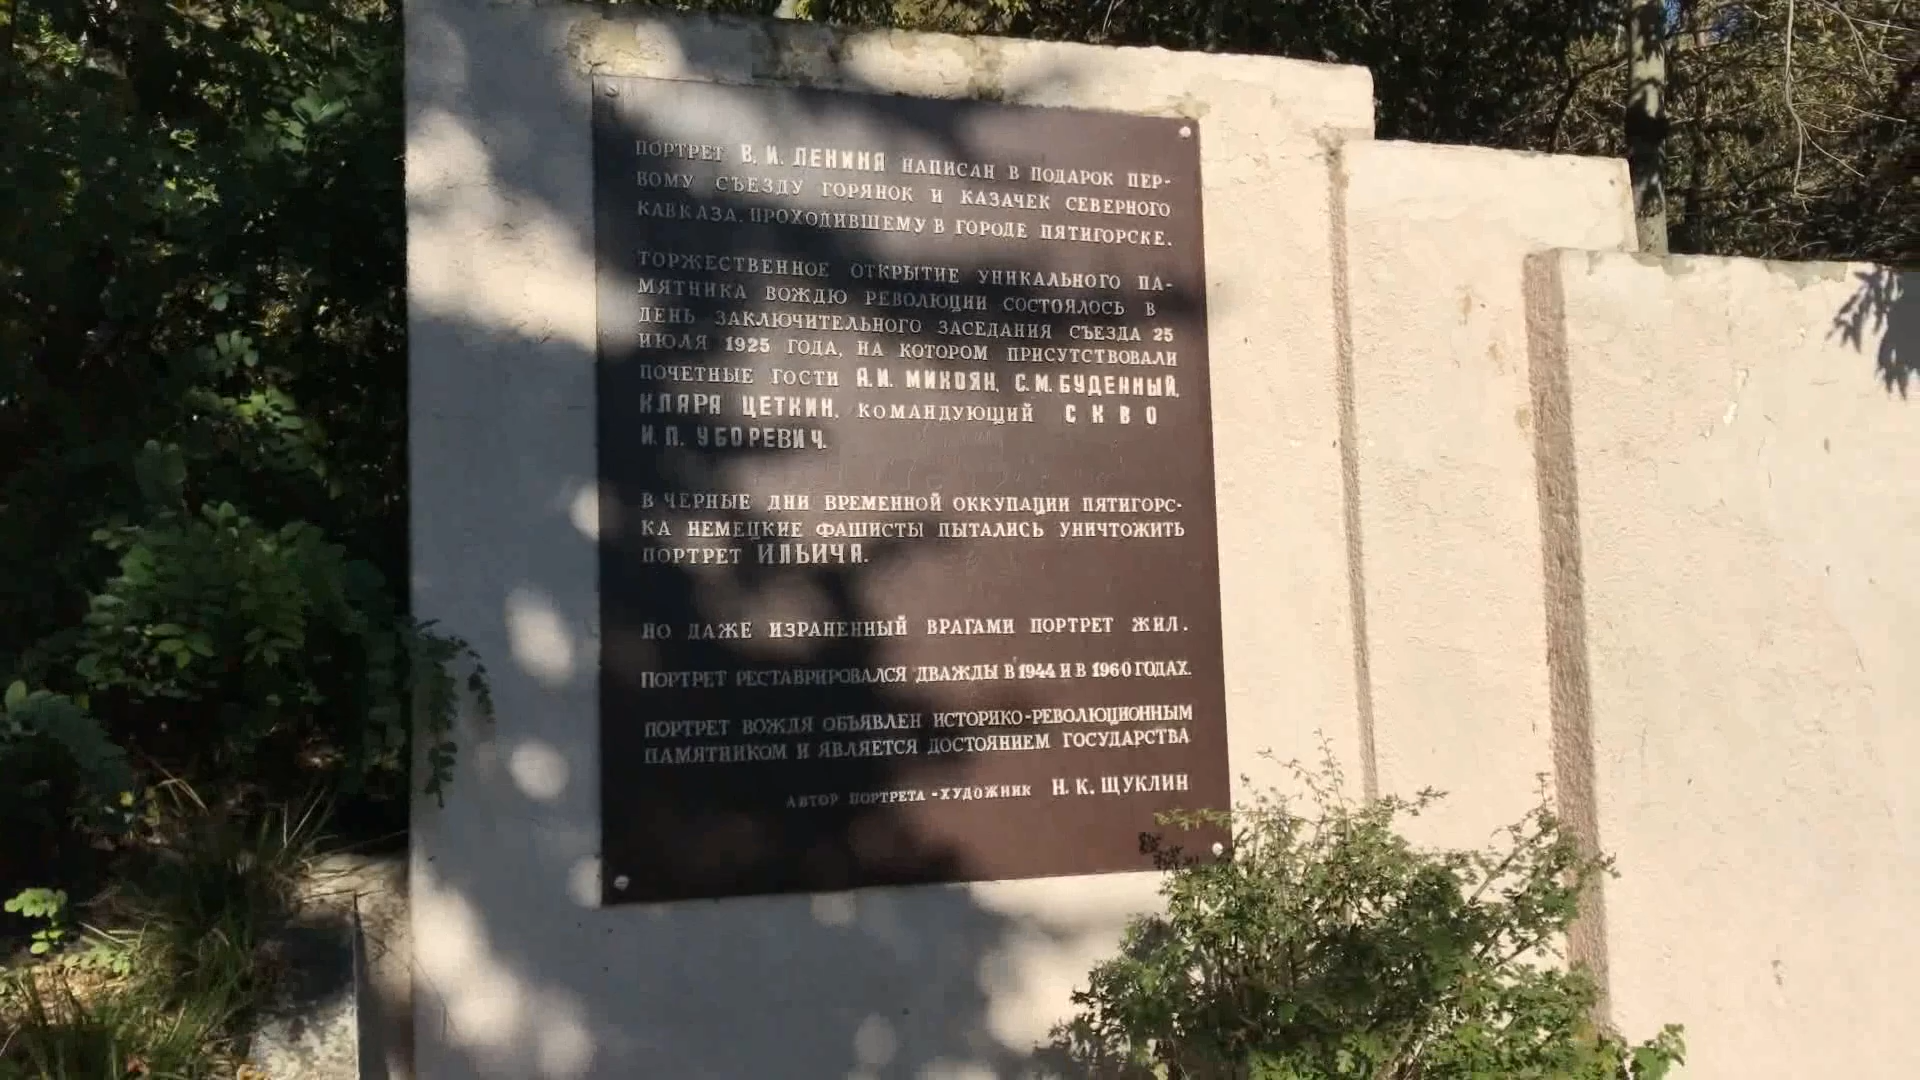 ПОРТРЕТ В. И. ЛЕНИНА НАПИСАН В ПОДАРОК ПЕР-
ВОМУ СЪЕЗДУ ГОРЯНОК И КАЗАЧЕК СЕВЕРНОГО
КАВКАЗА, ПРОХОДИВШЕМУ В ГОРОДЕ ПЯТИГОРСКЕ.
ТОРЖЕСТВЕННОЕ ОТКРЫТИЕ УНИКАЛЬНОГО ПА-
МЯТНИКА ВОЖДЮ РЕВОЛЮЦИИ СОСТОЯЛОСЬ В
ДЕНЬ ЗАКЛЮЧИТЕЛЬНОГО ЗАСЕДАНИЯ СЪЕЗДА 25
ИЮЛЯ 1925 ГОДА, НА КОТОРОМ ПРИСУТСТВОВАЛИ
ПОЧЕТНЫЕ ГОСТИ А.И. МИКОЯН, С.М. БУДЕННЫЙ,
КЛАРА ЦЕТКИН, КОМАНДУЮЩИЙ С К В О
И.П. УБОРЕВИЧ.
В ЧЕРНЫЕ ДНИ ВРЕМЕННОЙ ОККУПАЦИИ ПЯТИГОРС-
КА НЕМЕЦКИЕ ФАШИСТЫ ПЫТАЛИСЬ УНИЧТОЖИТЬ
ПОРТРЕТ ИЛЬИЧА.
НО ДАЖЕ ИЗРАНЕННЫЙ ВРАГАМИ ПОРТРЕТ ЖИЛ.
ПОРТРЕТ РЕСТАВРИРОВАЛСЯ ДВАЖДЫ В 1944 И В 1960 ГОДАХ.
ПОРТРЕТ ВОЖДЯ ОБЪЯВЛЕН ИСТОРИКО-РЕВОЛЮЦИОННЫМ
ПАМЯТНИКОМ И ЯВЛЯЕТСЯ ДОСТОЯНИЕМ ГОСУДАРСТВА
АВТОР ПОРТРЕТА - ХУДОЖНИК Н. К. ЩУКЛИН